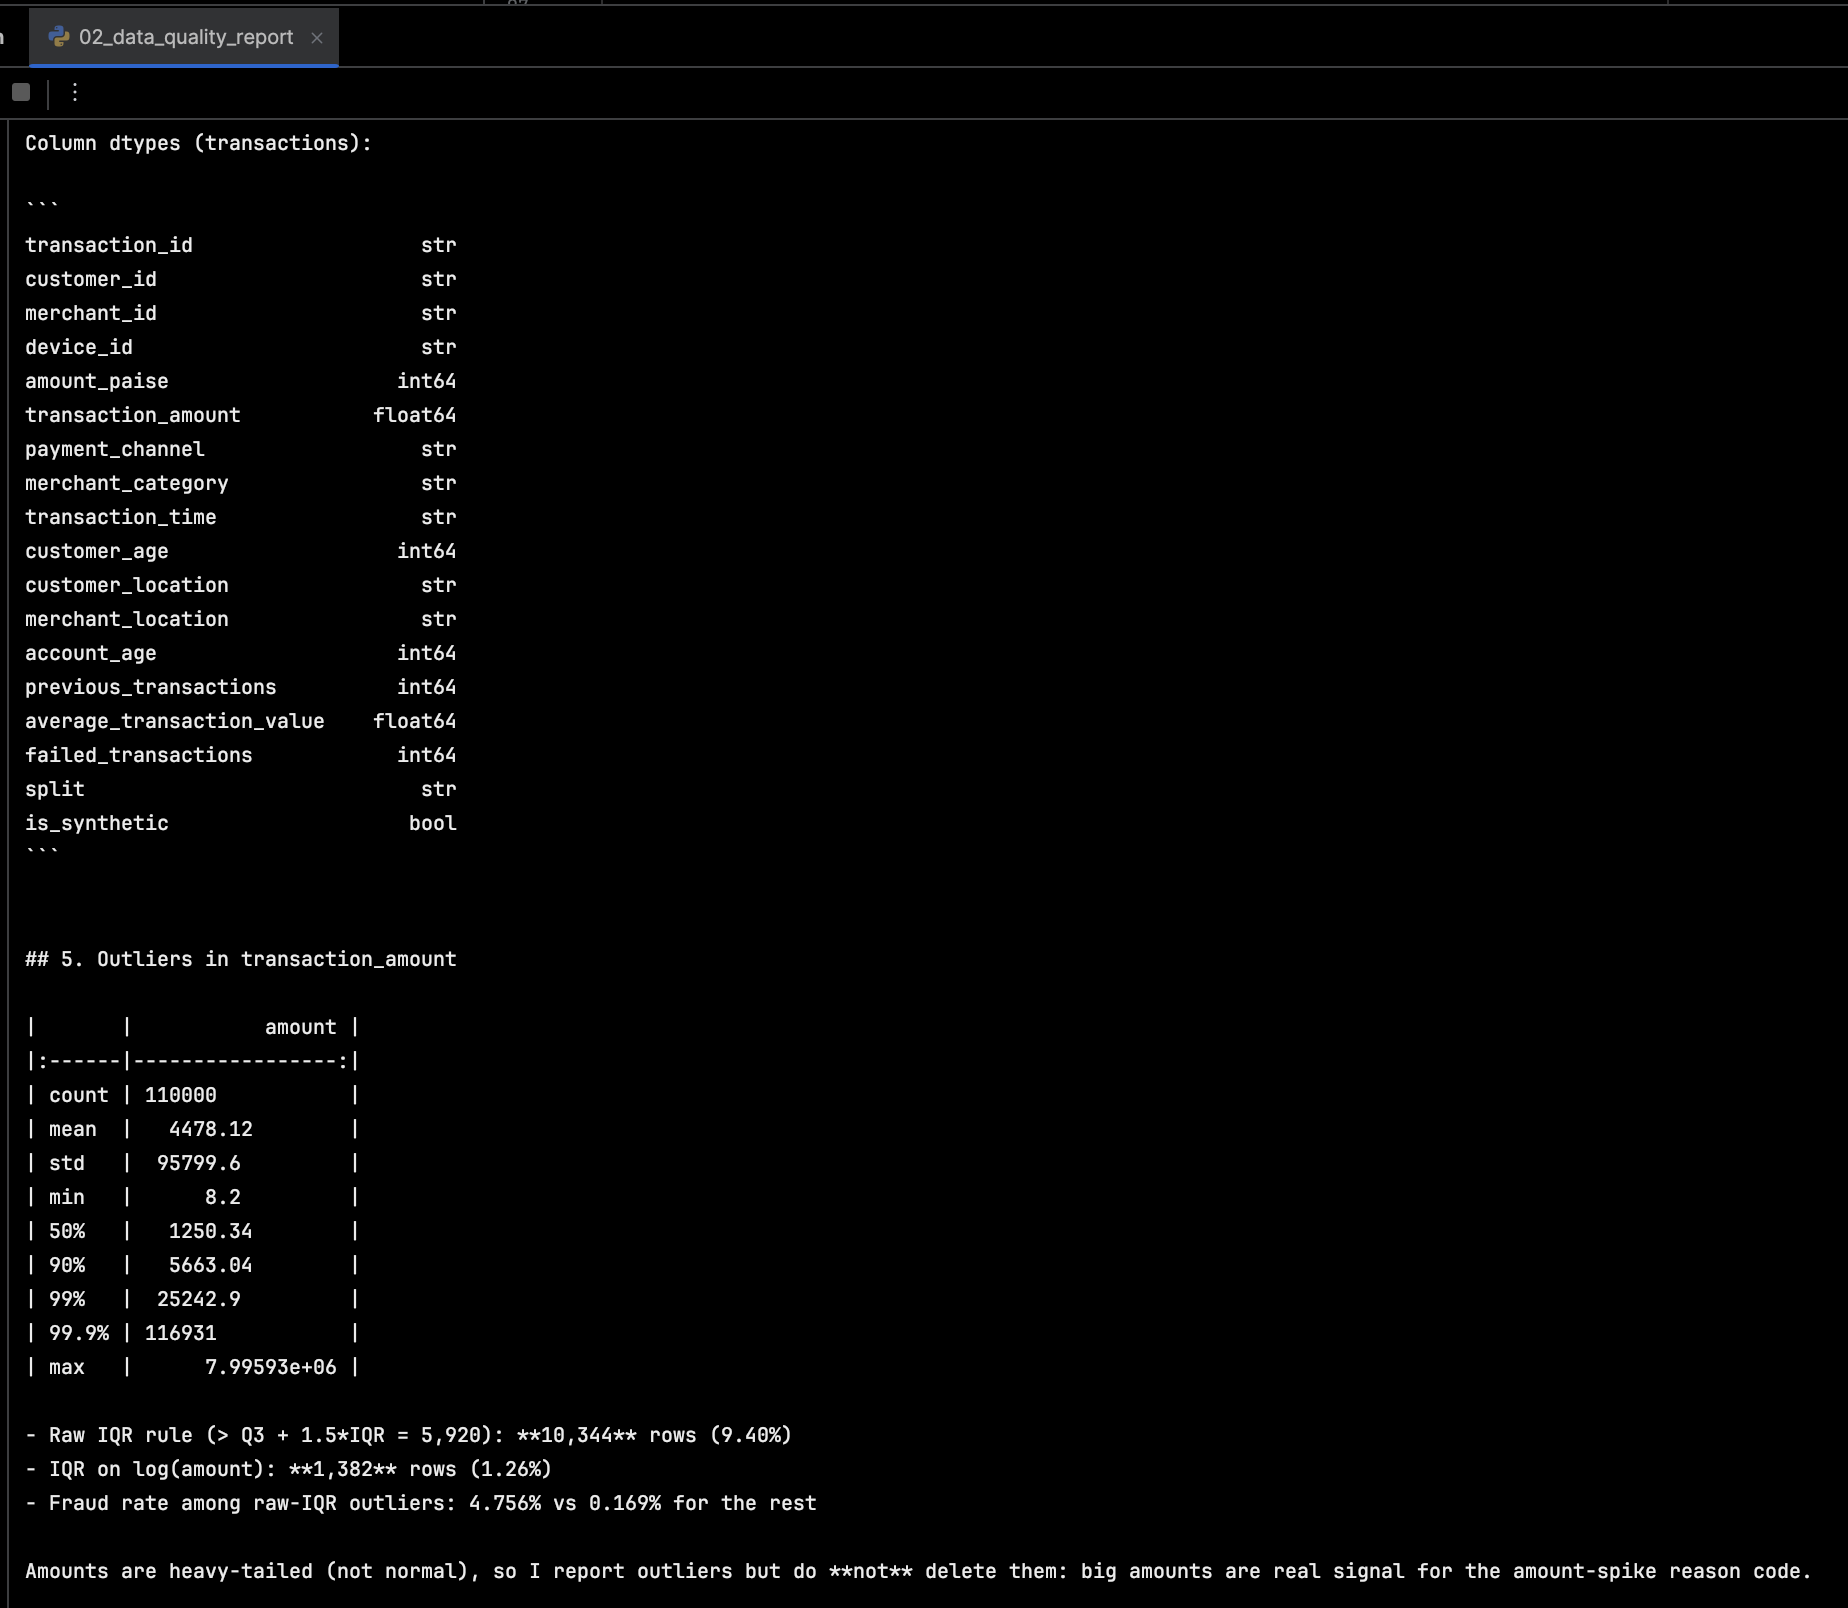 02_data_quality_report
Column dtypes (transactions):
```
transaction_id                   str
customer_id                      str
merchant_id                      str
device_id                        str
amount_paise                   int64
transaction_amount           float64
payment_channel                  str
merchant_category                str
transaction_time                 str
customer_age                   int64
customer_location                str
merchant_location                str
account_age                    int64
previous_transactions          int64
average_transaction_value    float64
failed_transactions            int64
split                            str
is_synthetic                    bool
```
## 5. Outliers in transaction_amount
|       |           amount |
|:------|-----------------:|
| count | 110000           |
| mean  |   4478.12        |
| std   |  95799.6         |
| min   |      8.2         |
| 50%   |   1250.34        |
| 90%   |   5663.04        |
| 99%   |  25242.9         |
| 99.9% | 116931           |
| max   |      7.99593e+06 |
- Raw IQR rule (> Q3 + 1.5*IQR = 5,920): **10,344** rows (9.40%)
- IQR on log(amount): **1,382** rows (1.26%)
- Fraud rate among raw-IQR outliers: 4.756% vs 0.169% for the rest
Amounts are heavy-tailed (not normal), so I report outliers but do **not** delete them: big amounts are real signal for the amount-spike reason code.